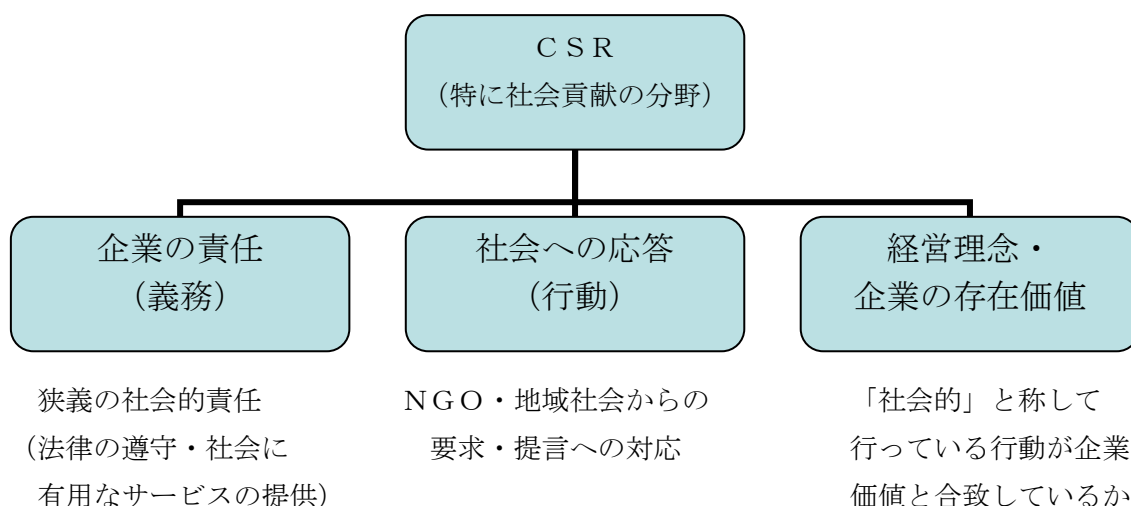 ＣＳＲ
（特に社会貢献の分野）
企業の責任
（義務）
社会への応答
（行動）
経営理念・
企業の存在価値
狭義の社会的責任
（法律の遵守・社会に
有用なサービスの提供）
ＮＧＯ・地域社会からの
要求・提言への対応
「社会的」と称して
行っている行動が企業
価値と合致しているか